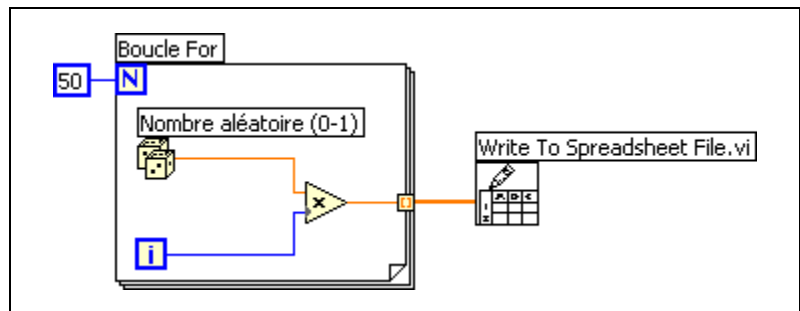 Boucle For
50
N
Nombre aléatoire (0-1)
Write To Spreadsheet File.vi
x
i